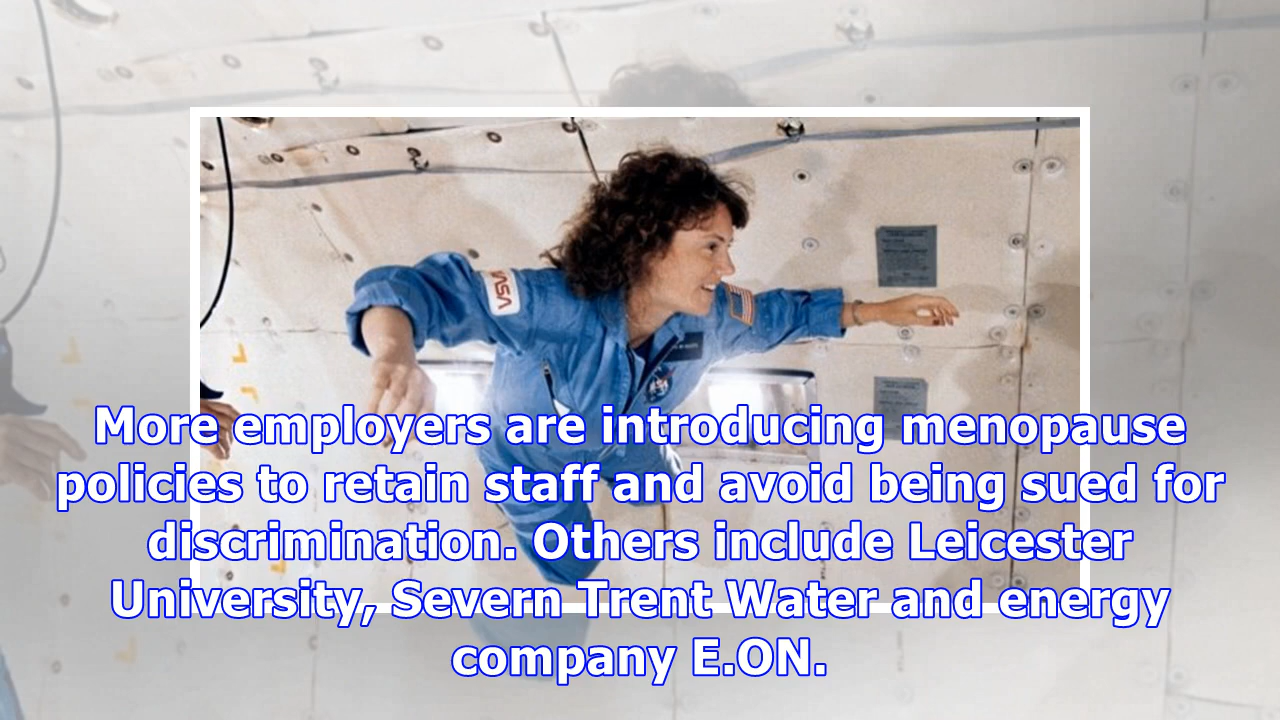 NASA
More employers are introducing menopause
policies to retain staff and avoid being sued for
discrimination. Others include Leicester
University, Severn Trent Water and energy
company E.ON.